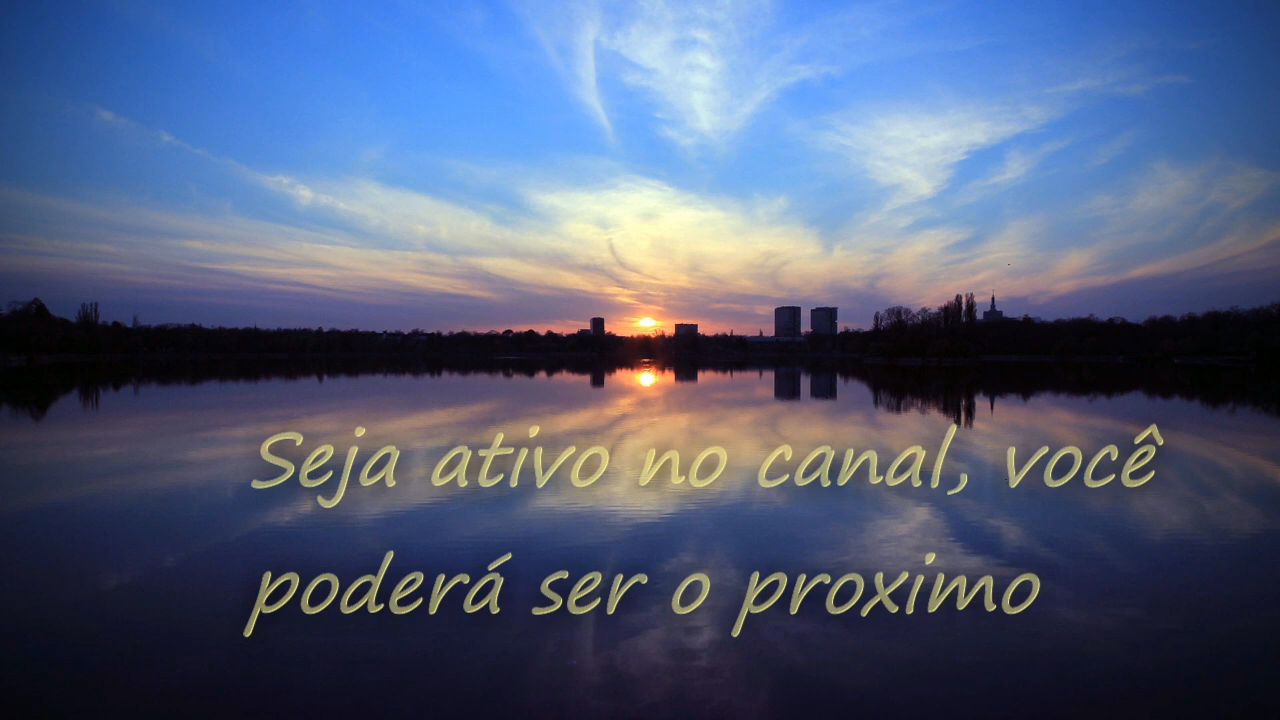 Seja ativo no canal, você
poderá ser o proximo